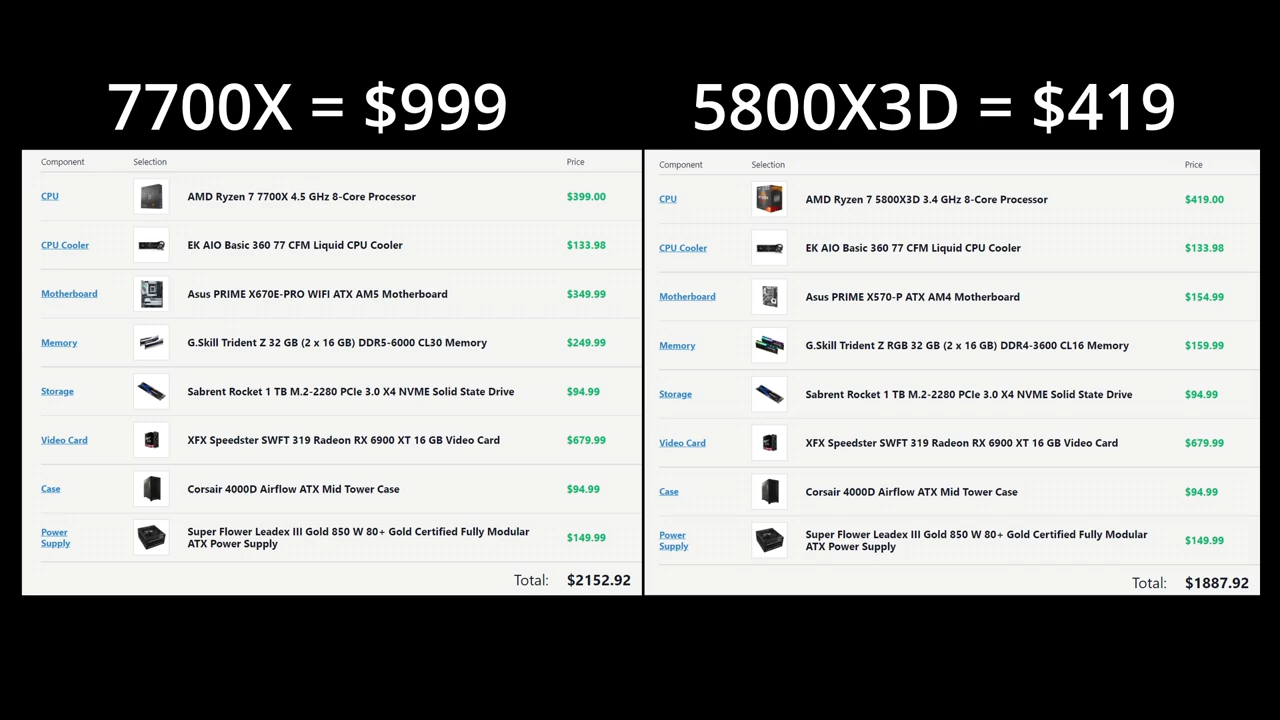 7700X = $999
Component Selection Price
CPU AMD Ryzen 7 7700X 4.5 GHz 8-Core Processor $399.00
CPU Cooler EK AIO Basic 360 77 CFM Liquid CPU Cooler $133.98
Motherboard Asus PRIME X670E-PRO WIFI ATX AM5 Motherboard $349.99
Memory G.Skill Trident Z 32 GB (2 x 16 GB) DDR5-6000 CL30 Memory $249.99
Storage Sabrent Rocket 1 TB M.2-2280 PCIe 3.0 X4 NVME Solid State Drive $94.99
Video Card XFX Speedster SWFT 319 Radeon RX 6900 XT 16 GB Video Card $679.99
Case Corsair 4000D Airflow ATX Mid Tower Case $94.99
Power Super Flower Leadex III Gold 850 W 80+ Gold Certified Fully Modular $149.99
Supply ATX Power Supply
Total: $2152.92
5800X3D = $419
Component Selection Price
CPU AMD Ryzen 7 5800X3D 3.4 GHz 8-Core Processor $419.00
CPU Cooler EK AIO Basic 360 77 CFM Liquid CPU Cooler $133.98
Motherboard Asus PRIME X570-P ATX AM4 Motherboard $154.99
Memory G.Skill Trident Z RGB 32 GB (2 x 16 GB) DDR4-3600 CL16 Memory $159.99
Storage Sabrent Rocket 1 TB M.2-2280 PCIe 3.0 X4 NVME Solid State Drive $94.99
Video Card XFX Speedster SWFT 319 Radeon RX 6900 XT 16 GB Video Card $679.99
Case Corsair 4000D Airflow ATX Mid Tower Case $94.99
Power Super Flower Leadex III Gold 850 W 80+ Gold Certified Fully Modular $149.99
Supply ATX Power Supply
Total: $1887.92